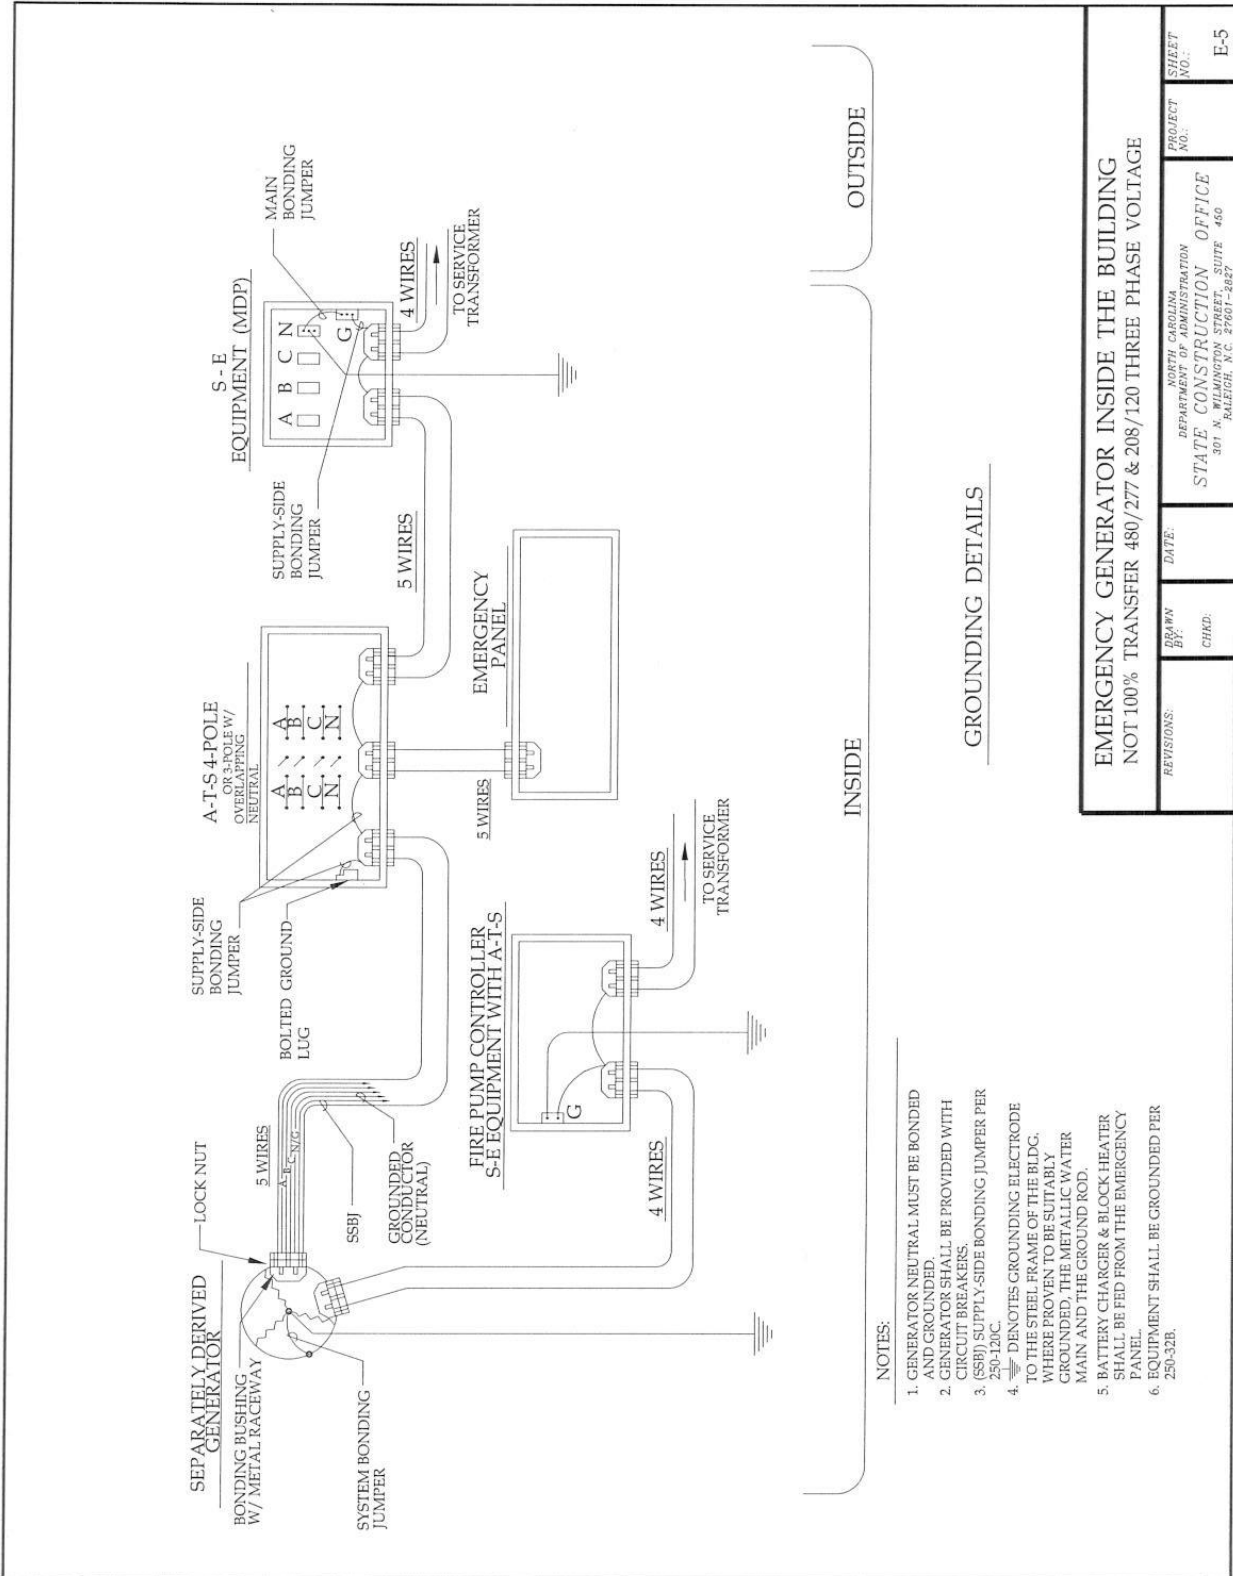 SEPARATELY DERIVED
GENERATOR
BONDING BUSHING
W/ METAL RACEWAY
SYSTEM BONDING
JUMPER
LOCK NUT
5 WIRES
A
B
C
N/G
SSBJ
GROUNDED
CONDUCTOR
(NEUTRAL)
SUPPLY-SIDE
BONDING
JUMPER
BOLTED GROUND
LUG
A-T-S 4-POLE
OR 3-POLE W/
OVERLAPPING
NEUTRAL
A A
B B
C C
N N
5 WIRES
EMERGENCY
PANEL
5 WIRES
SUPPLY-SIDE
BONDING
JUMPER
S - E
EQUIPMENT (MDP)
A B C N
G
MAIN
BONDING
JUMPER
4 WIRES
TO SERVICE
TRANSFORMER
FIRE PUMP CONTROLLER
S-E EQUIPMENT WITH A-T-S
G
4 WIRES
4 WIRES
TO SERVICE
TRANSFORMER
INSIDE
OUTSIDE
NOTES:
1. GENERATOR NEUTRAL MUST BE BONDED
AND GROUNDED.
2. GENERATOR SHALL BE PROVIDED WITH
CIRCUIT BREAKERS.
3. (SSBJ) SUPPLY-SIDE BONDING JUMPER PER
250-120C.
4. DENOTES GROUNDING ELECTRODE
TO THE STEEL FRAME OF THE BLDG.
WHERE PROVEN TO BE SUITABLY
GROUNDED, THE METALLIC WATER
MAIN AND THE GROUND ROD.
5. BATTERY CHARGER & BLOCK HEATER
SHALL BE FED FROM THE EMERGENCY
PANEL.
6. EQUIPMENT SHALL BE GROUNDED PER
250-32B.
GROUNDING DETAILS
EMERGENCY GENERATOR INSIDE THE BUILDING
NOT 100% TRANSFER 480/277 & 208/120 THREE PHASE VOLTAGE
REVISIONS:
DRAWN
BY:
CHKD:
DATE:
NORTH CAROLINA
DEPARTMENT OF ADMINISTRATION
STATE CONSTRUCTION OFFICE
301 N. WILMINGTON STREET, SUITE 450
RALEIGH, N.C. 27601-2827
PROJECT
NO.:
SHEET
NO.:
E-5